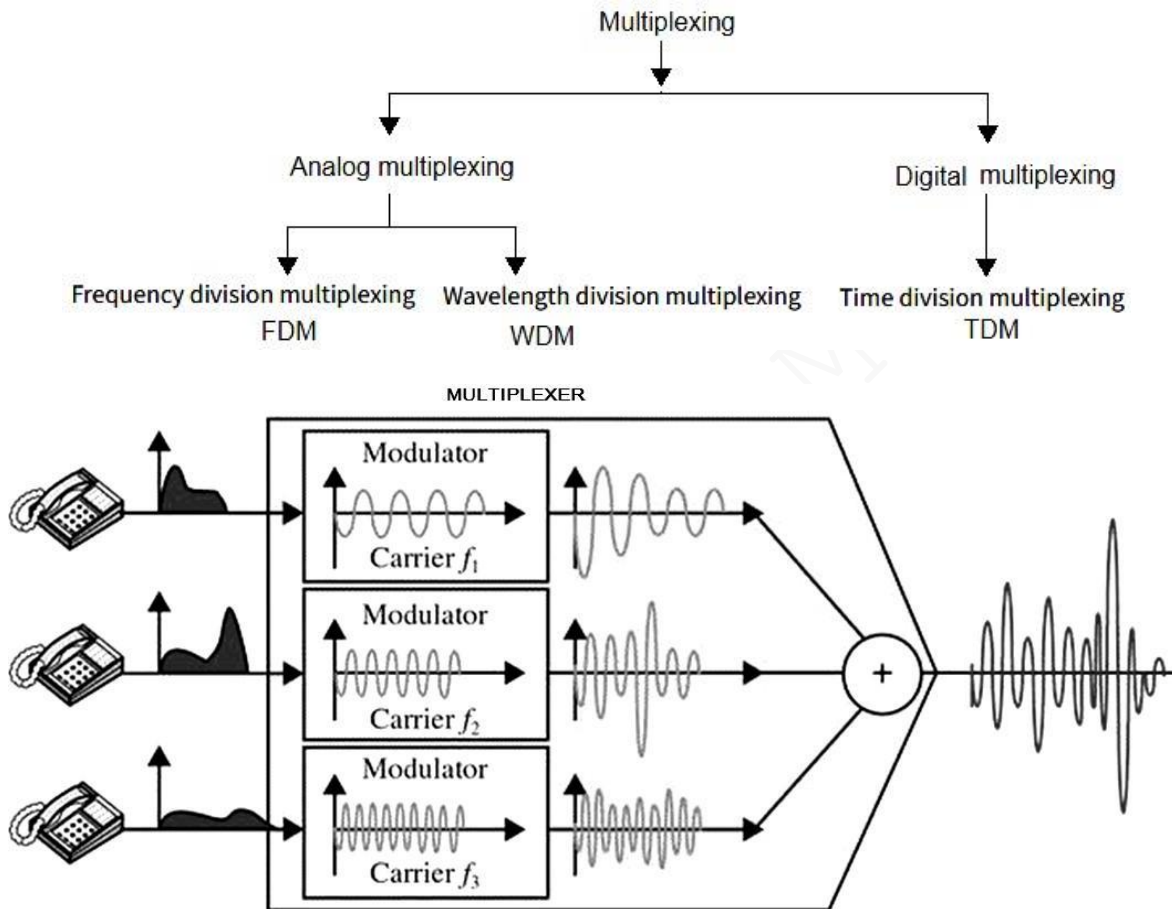 Multiplexing
Analog multiplexing
Digital multiplexing
Frequency division multiplexing
FDM
Wavelength division multiplexing
WDM
Time division multiplexing
TDM
MULTIPLEXER
Modulator
Carrier f₁
Modulator
Carrier f₂
+
Modulator
Carrier f₃